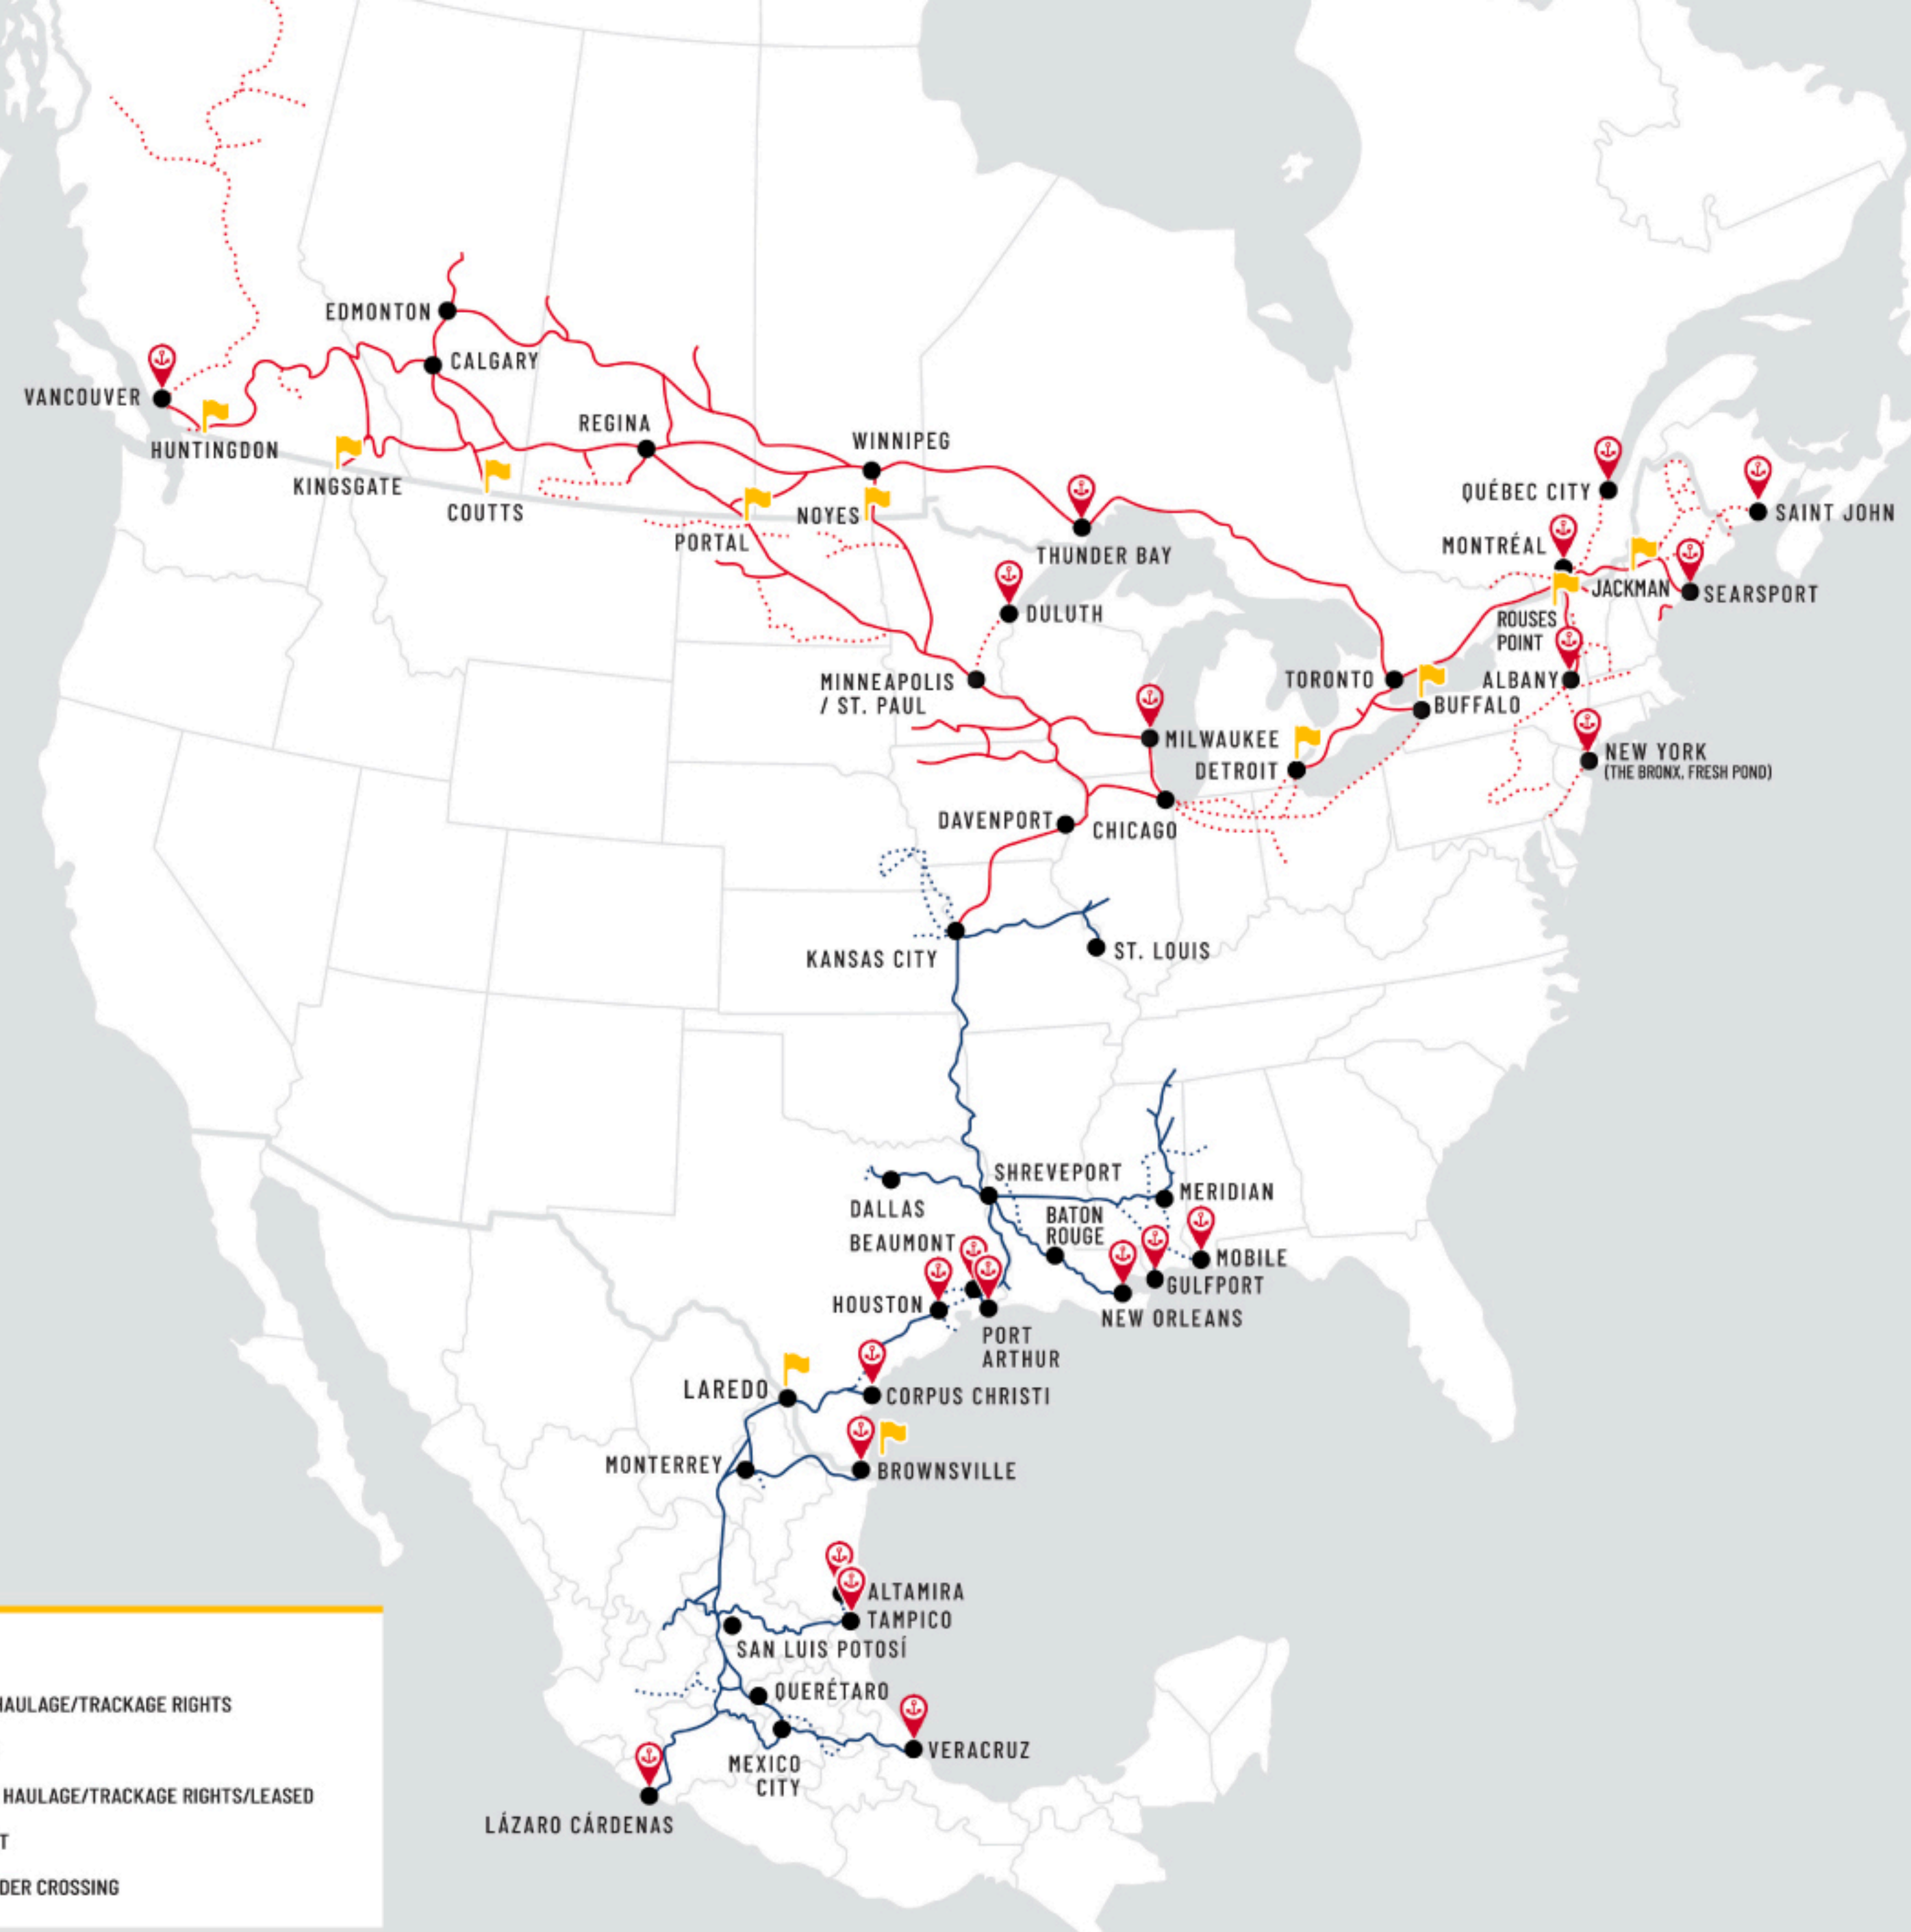 EDMONTON
CALGARY
VANCOUVER
HUNTINGDON
KINGSGATE
COUTTS
REGINA
WINNIPEG
NOYES
PORTAL
THUNDER BAY
DULUTH
MINNEAPOLIS
/ ST. PAUL
QUÉBEC CITY
SAINT JOHN
MONTRÉAL
JACKMAN
SEARSPORT
ROUSES
POINT
TORONTO
ALBANY
BUFFALO
MILWAUKEE
DETROIT
NEW YORK
(THE BRONX, FRESH POND)
DAVENPORT
CHICAGO
KANSAS CITY
ST. LOUIS
SHREVEPORT
DALLAS
MERIDIAN
BATON
ROUGE
BEAUMONT
MOBILE
GULFPORT
HOUSTON
NEW ORLEANS
PORT
ARTHUR
LAREDO
CORPUS CHRISTI
MONTERREY
BROWNSVILLE
ALTAMIRA
TAMPICO
SAN LUIS POTOSÍ
QUERÉTARO
VERACRUZ
MEXICO
CITY
LÁZARO CÁRDENAS
HAULAGE/TRACKAGE RIGHTS
HAULAGE/TRACKAGE RIGHTS/LEASED
T
DER CROSSING